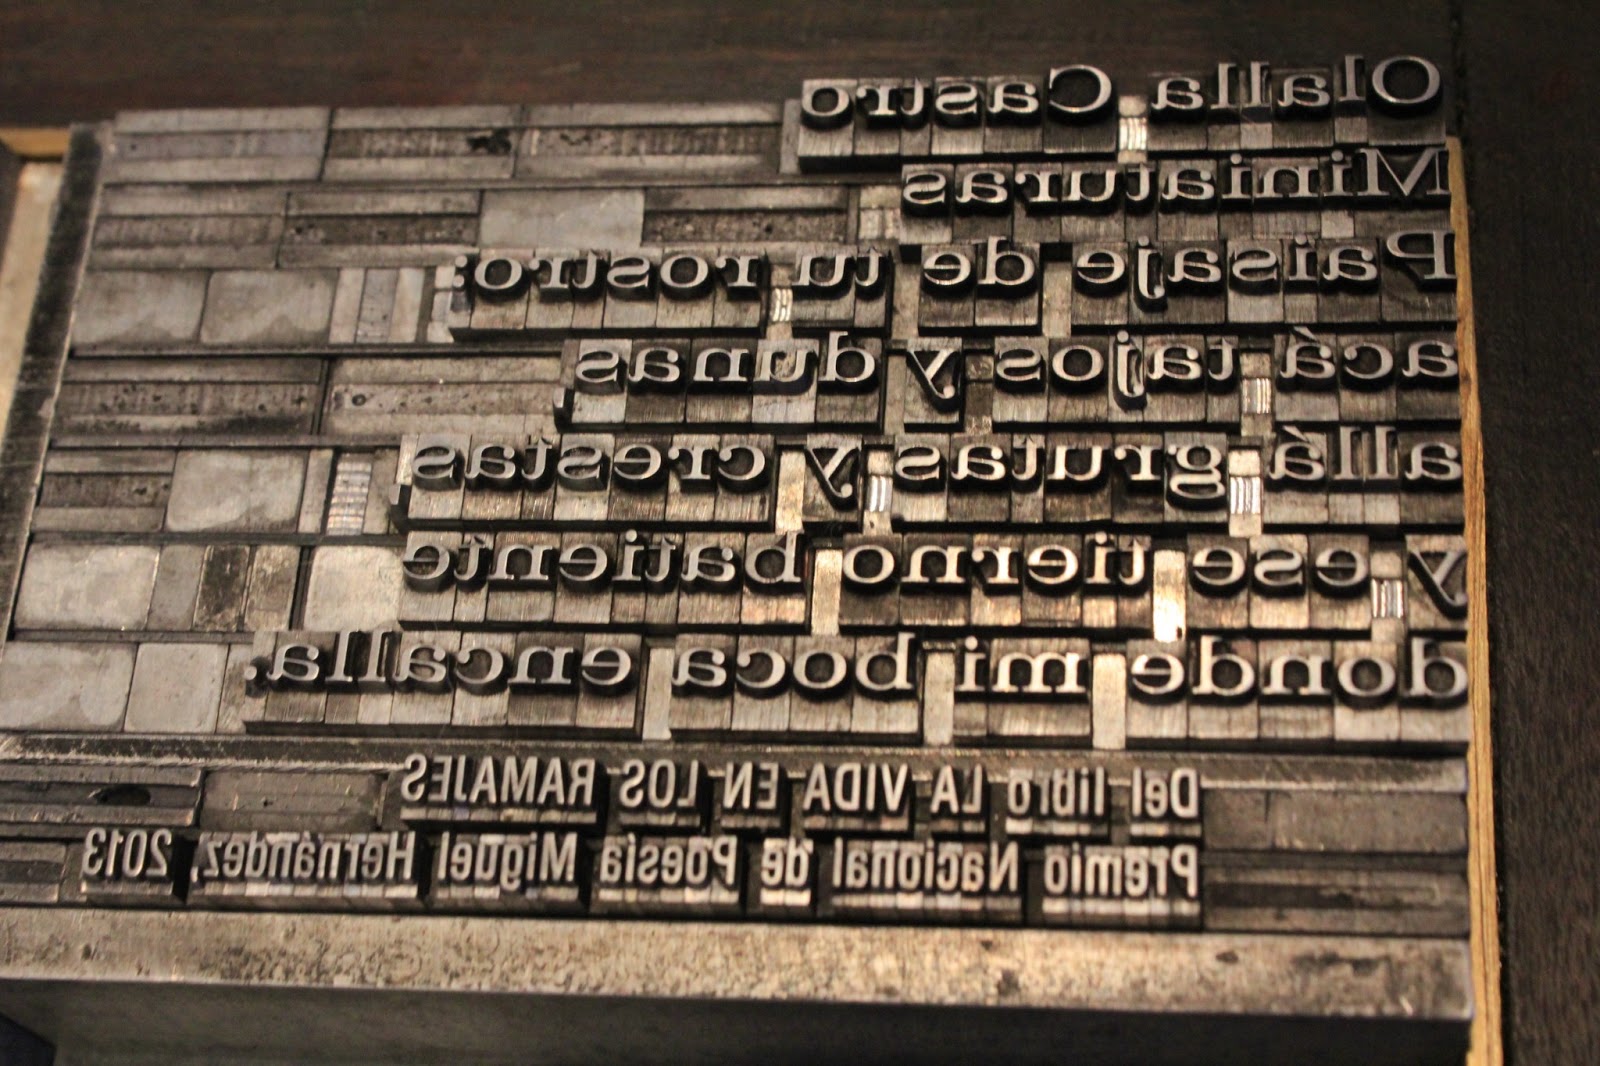 Olalla Castro
Miniaturas
Paisaje de tu rostro:
acá tajos y dunas,
allá grutas y crestas,
y ese tierno batiente
donde mi boca encalla.
Del libro LA VIDA EN LOS RAMAJES
Premio Nacional de Poesía Miguel Hernández, 2013